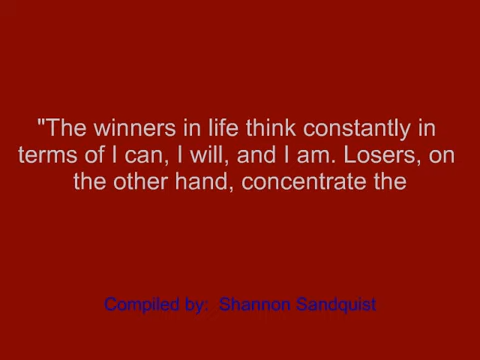 "The winners in life think constantly in
terms of I can, I will, and I am. Losers, on
the other hand, concentrate the
Compiled by:  Shannon Sandquist